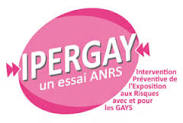 IPERGAY
un essai ANRS
Intervention
Préventive de
l'Exposition
aux Risques
avec et pour
les GAYS